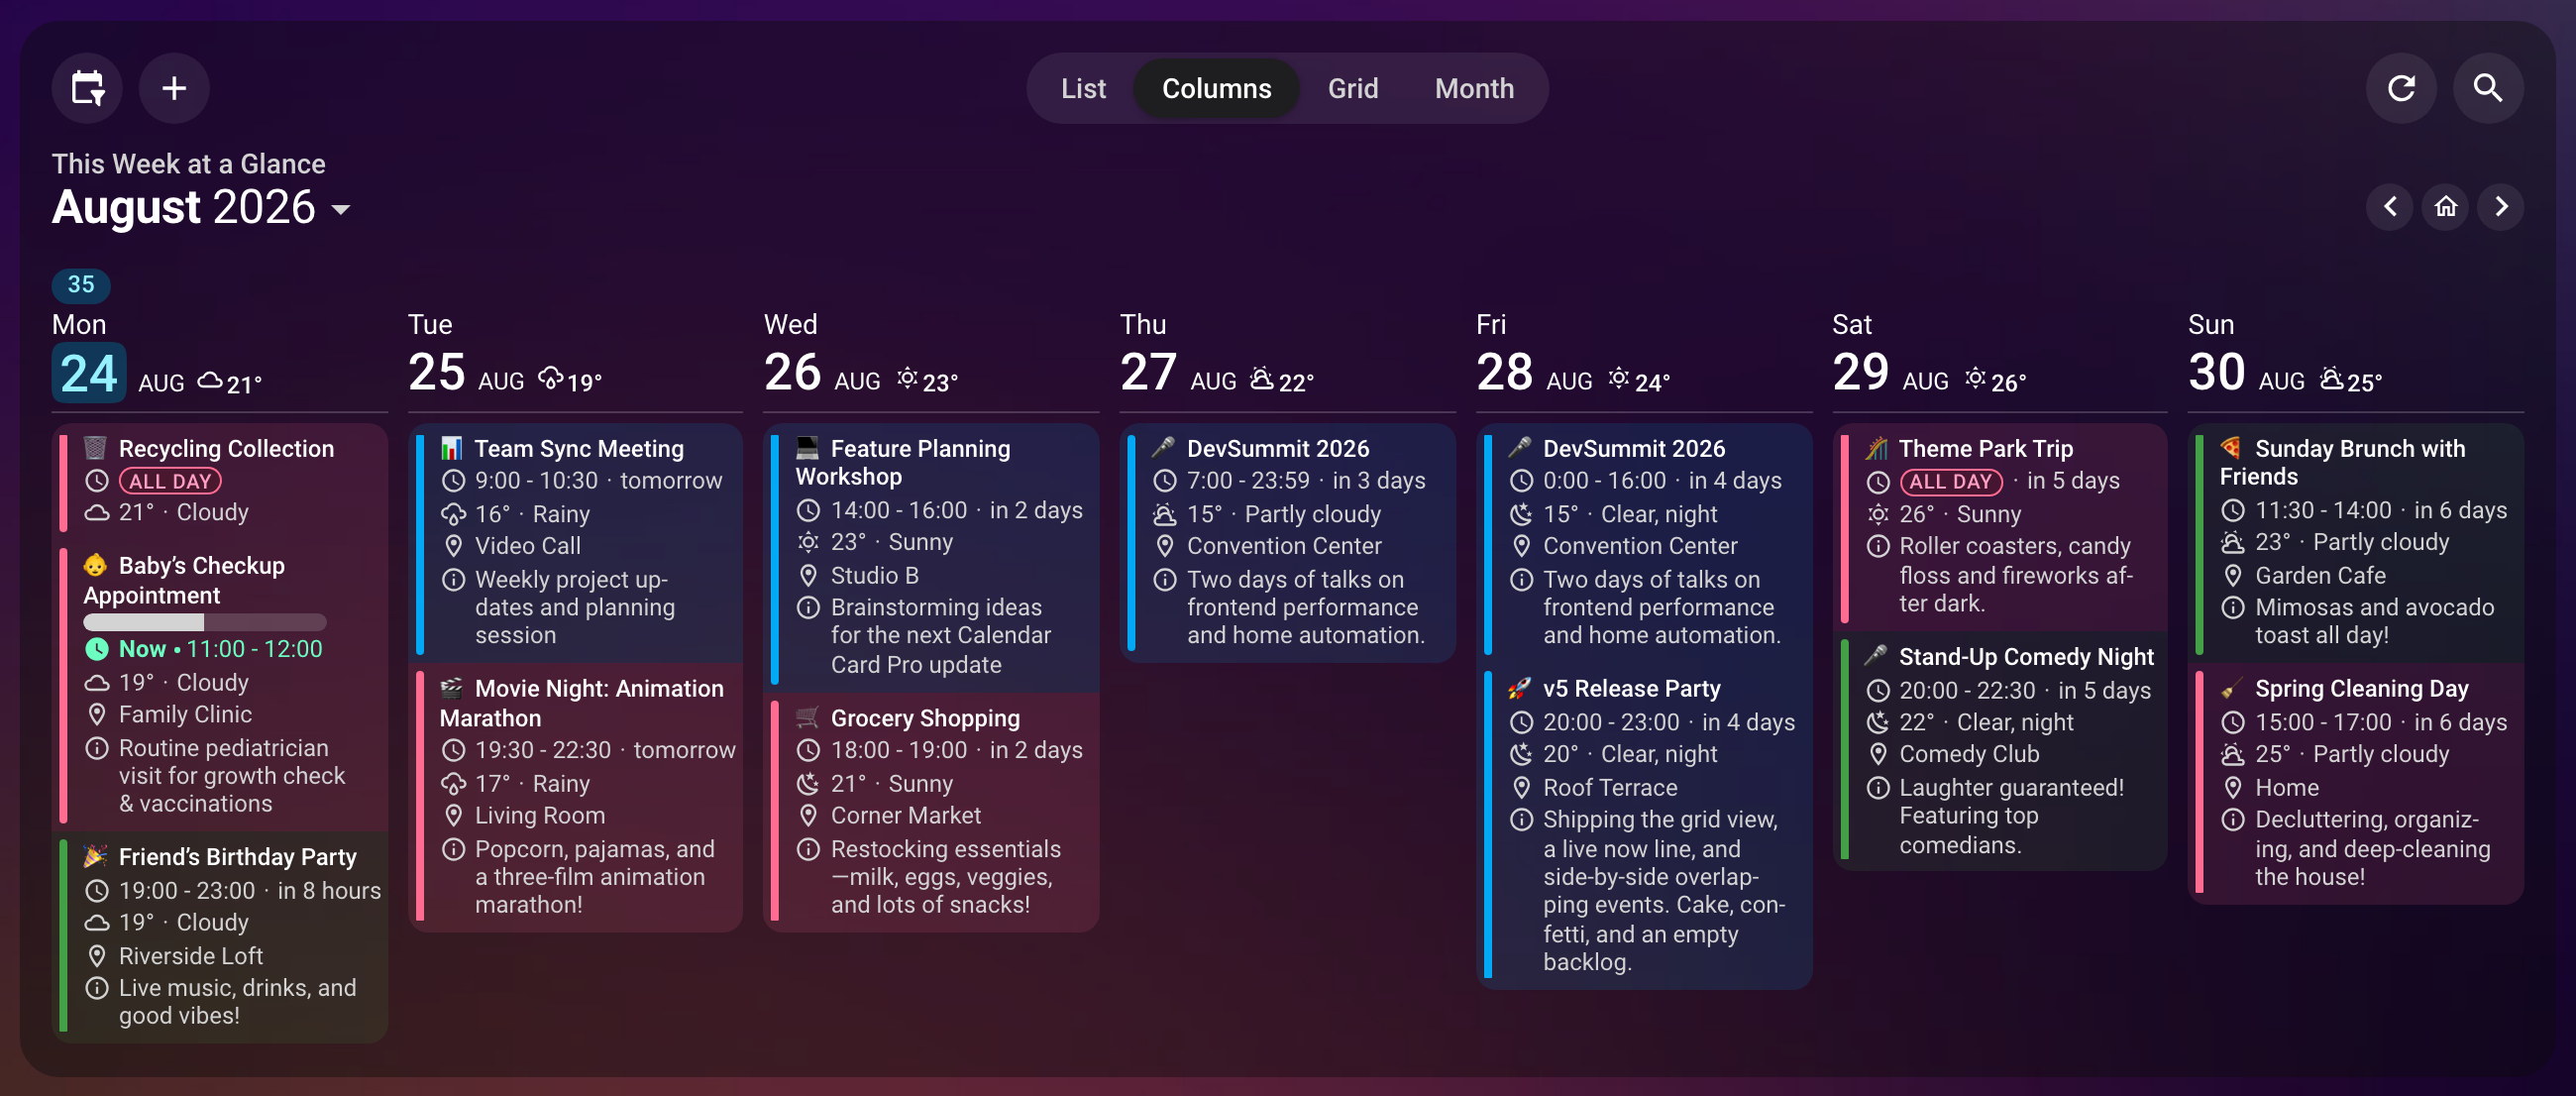 List Columns Grid Month
This Week at a Glance
August 2026
35
Mon
24 AUG 21°
Recycling Collection
ALL DAY
21° · Cloudy
Baby's Checkup
Appointment
Now • 11:00 - 12:00
19° · Cloudy
Family Clinic
Routine pediatrician
visit for growth check
& vaccinations
Friend's Birthday Party
19:00 - 23:00 · in 8 hours
19° · Cloudy
Riverside Loft
Live music, drinks, and
good vibes!
Tue
25 AUG 19°
Team Sync Meeting
9:00 - 10:30 · tomorrow
16° · Rainy
Video Call
Weekly project up-
dates and planning
session
Movie Night: Animation
Marathon
19:30 - 22:30 · tomorrow
17° · Rainy
Living Room
Popcorn, pajamas, and
a three-film animation
marathon!
Wed
26 AUG 23°
Feature Planning
Workshop
14:00 - 16:00 · in 2 days
23° · Sunny
Studio B
Brainstorming ideas
for the next Calendar
Card Pro update
Grocery Shopping
18:00 - 19:00 · in 2 days
21° · Sunny
Corner Market
Restocking essentials
—milk, eggs, veggies,
and lots of snacks!
Thu
27 AUG 22°
DevSummit 2026
7:00 - 23:59 · in 3 days
15° · Partly cloudy
Convention Center
Two days of talks on
frontend performance
and home automation.
Fri
28 AUG 24°
DevSummit 2026
0:00 - 16:00 · in 4 days
15° · Clear, night
Convention Center
Two days of talks on
frontend performance
and home automation.
v5 Release Party
20:00 - 23:00 · in 4 days
20° · Clear, night
Roof Terrace
Shipping the grid view,
a live now line, and
side-by-side overlap-
ping events. Cake, con-
fetti, and an empty
backlog.
Sat
29 AUG 26°
Theme Park Trip
ALL DAY · in 5 days
26° · Sunny
Roller coasters, candy
floss and fireworks af-
ter dark.
Stand-Up Comedy Night
20:00 - 22:30 · in 5 days
22° · Clear, night
Comedy Club
Laughter guaranteed!
Featuring top
comedians.
Sun
30 AUG 25°
Sunday Brunch with
Friends
11:30 - 14:00 · in 6 days
23° · Partly cloudy
Garden Cafe
Mimosas and avocado
toast all day!
Spring Cleaning Day
15:00 - 17:00 · in 6 days
25° · Partly cloudy
Home
Decluttering, organiz-
ing, and deep-cleaning
the house!